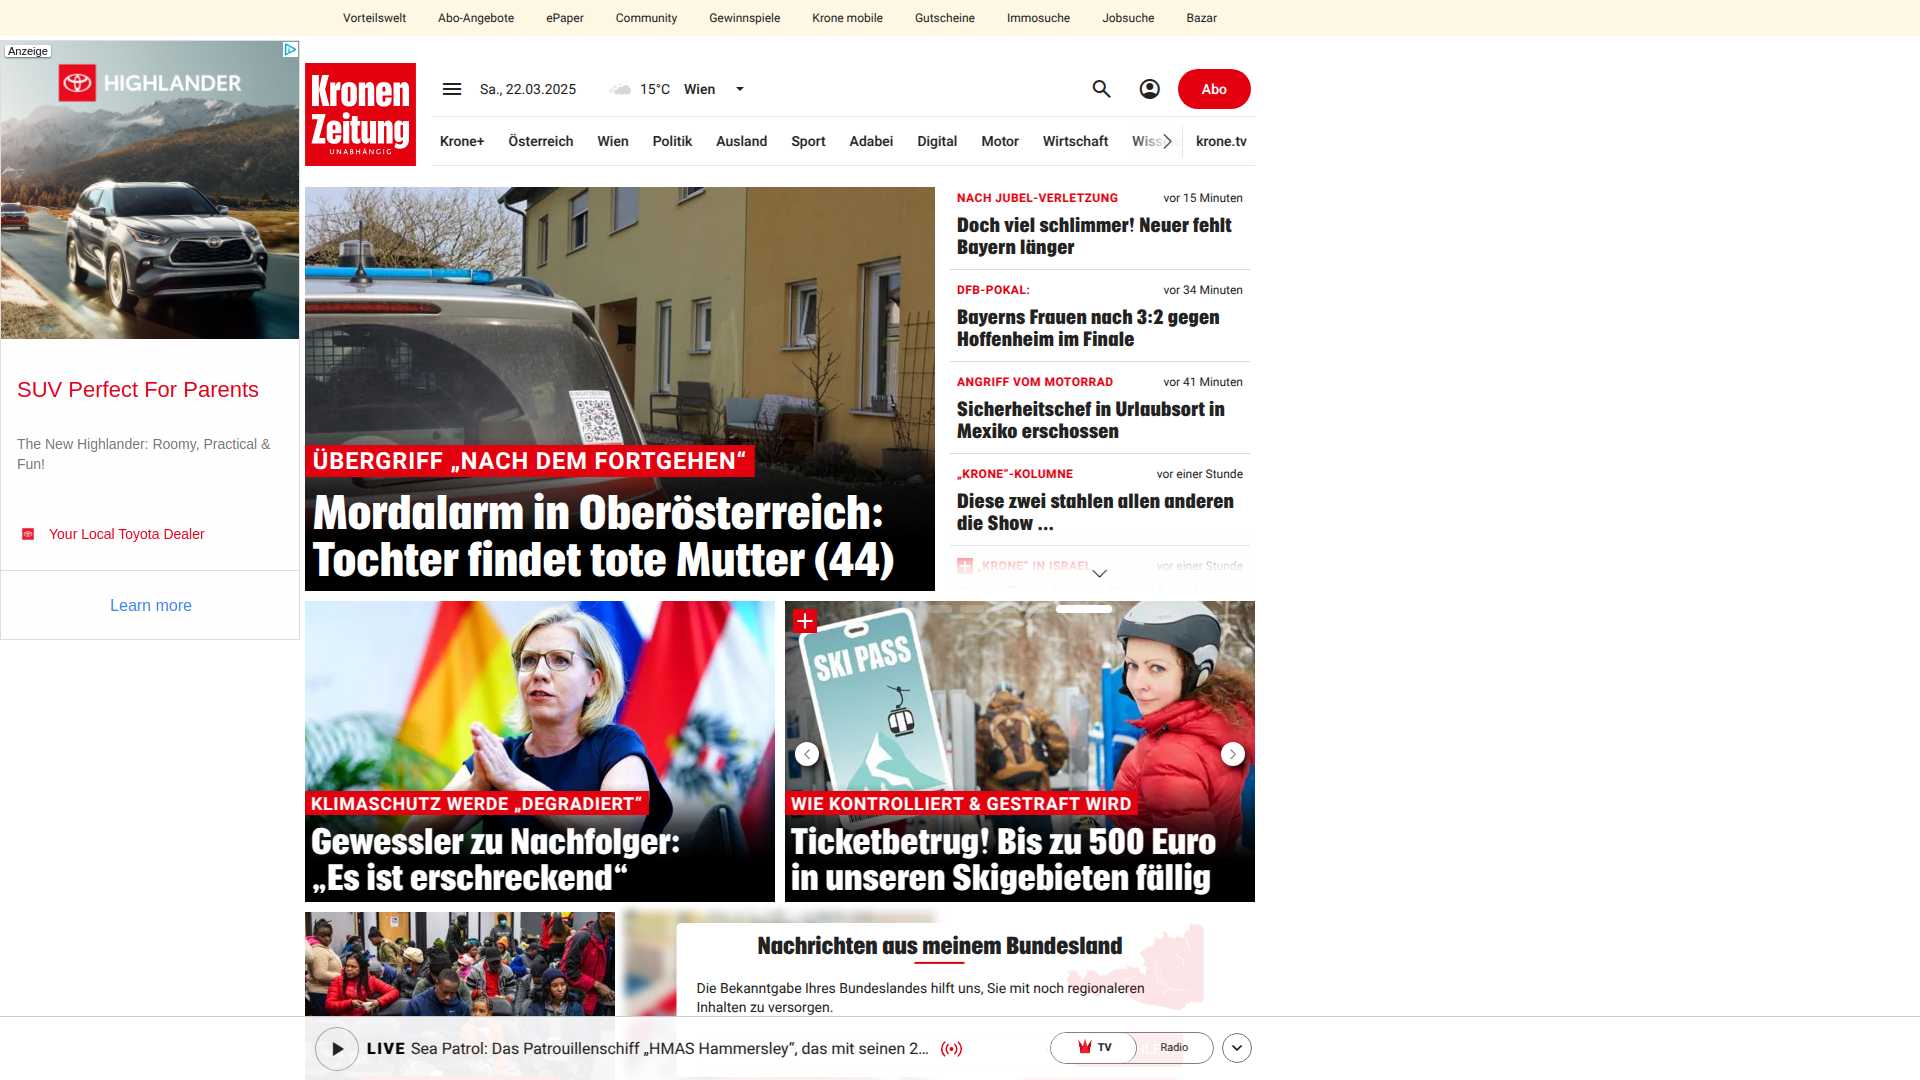 Vorteilswelt Abo-Angebote ePaper Community Gewinnspiele Krone mobile Gutscheine Immosuche Jobsuche Bazar
Anzeige
HIGHLANDER
SUV Perfect For Parents
The New Highlander: Roomy, Practical &
Fun!
Your Local Toyota Dealer
Learn more
Kronen
Zeitung
UNABHÄNGIG
Sa., 22.03.2025 15°C Wien
Abo
Krone+ Österreich Wien Politik Ausland Sport Adabei Digital Motor Wirtschaft Wiss krone.tv
ÜBERGRIFF „NACH DEM FORTGEHEN“
Mordalarm in Oberösterreich:
Tochter findet tote Mutter (44)
NACH JUBEL-VERLETZUNG vor 15 Minuten
Doch viel schlimmer! Neuer fehlt
Bayern länger
DFB-POKAL: vor 34 Minuten
Bayerns Frauen nach 3:2 gegen
Hoffenheim im Finale
ANGRIFF VOM MOTORRAD vor 41 Minuten
Sicherheitschef in Urlaubsort in
Mexiko erschossen
„KRONE“-KOLUMNE vor einer Stunde
Diese zwei stahlen allen anderen
die Show ...
„KRONE“ IN ISRAEL vor einer Stunde
KLIMASCHUTZ WERDE „DEGRADIERT“
Gewessler zu Nachfolger:
„Es ist erschreckend“
SKI PASS
WIE KONTROLLIERT & GESTRAFT WIRD
Ticketbetrug! Bis zu 500 Euro
in unseren Skigebieten fällig
Nachrichten aus meinem Bundesland
Die Bekanntgabe Ihres Bundeslandes hilft uns, Sie mit noch regionaleren
Inhalten zu versorgen.
LIVE Sea Patrol: Das Patrouillenschiff „HMAS Hammersley“, das mit seinen 2...
TV Radio